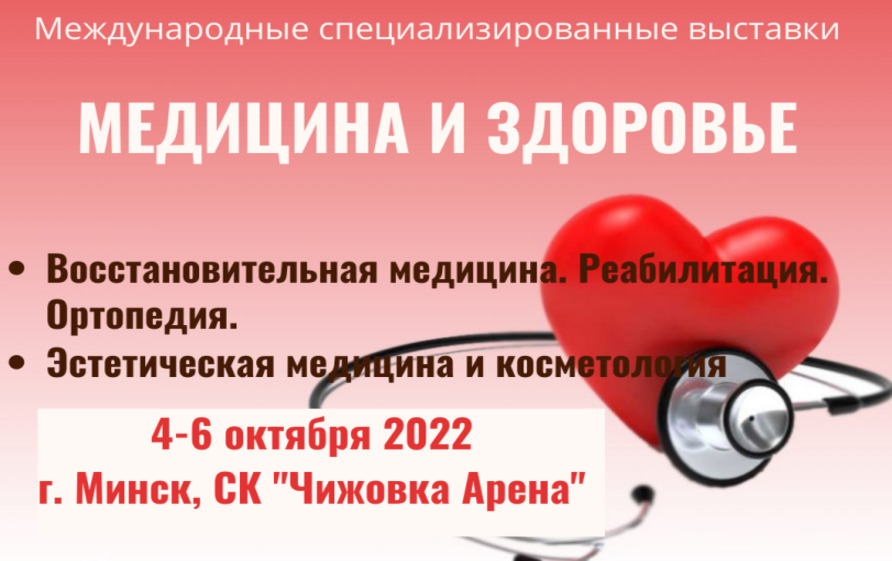 Международные специализированные выставки
МЕДИЦИНА И ЗДОРОВЬЕ
• Восстановительная медицина. Реабилитация.
Ортопедия.
• Эстетическая медицина и косметология
4-6 октября 2022
г. Минск, СК "Чижовка Арена"